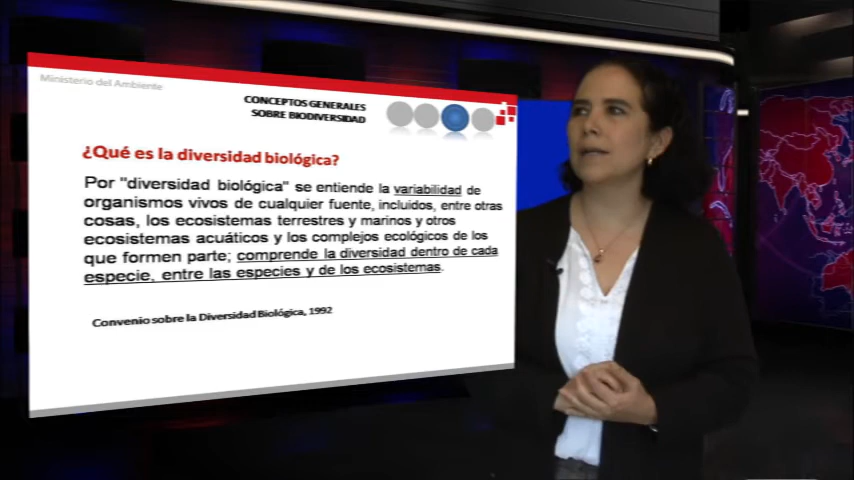 Ministerio del Ambiente
CONCEPTOS GENERALES
SOBRE BIODIVERSIDAD
¿Qué es la diversidad biológica?
Por "diversidad biológica" se entiende la variabilidad de
organismos vivos de cualquier fuente, incluidos, entre otras
cosas, los ecosistemas terrestres y marinos y otros
ecosistemas acuáticos y los complejos ecológicos de los
que formen parte; comprende la diversidad dentro de cada
especie, entre las especies y de los ecosistemas.
Convenio sobre la Diversidad Biológica, 1992